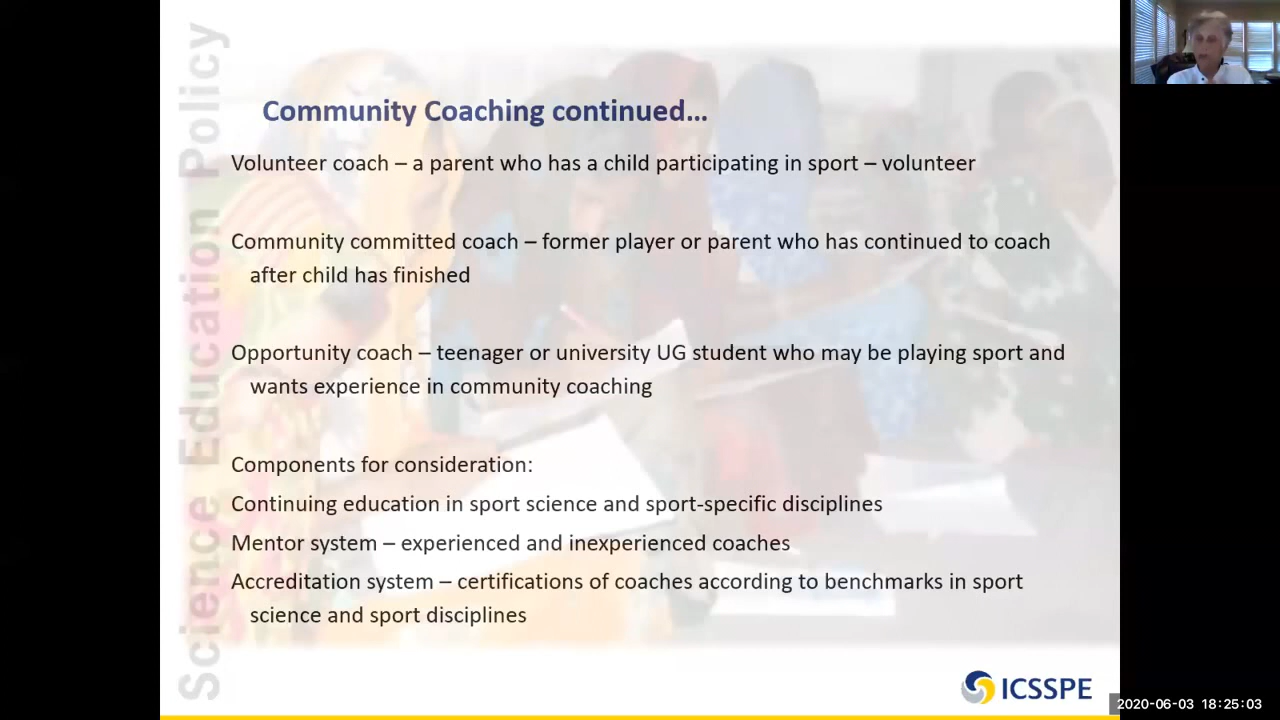 Science Education Policy
Community Coaching continued...
Volunteer coach – a parent who has a child participating in sport – volunteer
Community committed coach – former player or parent who has continued to coach
after child has finished
Opportunity coach – teenager or university UG student who may be playing sport and
wants experience in community coaching
Components for consideration:
Continuing education in sport science and sport-specific disciplines
Mentor system – experienced and inexperienced coaches
Accreditation system – certifications of coaches according to benchmarks in sport
science and sport disciplines
ICSSPE
2020-06-03 18:25:03